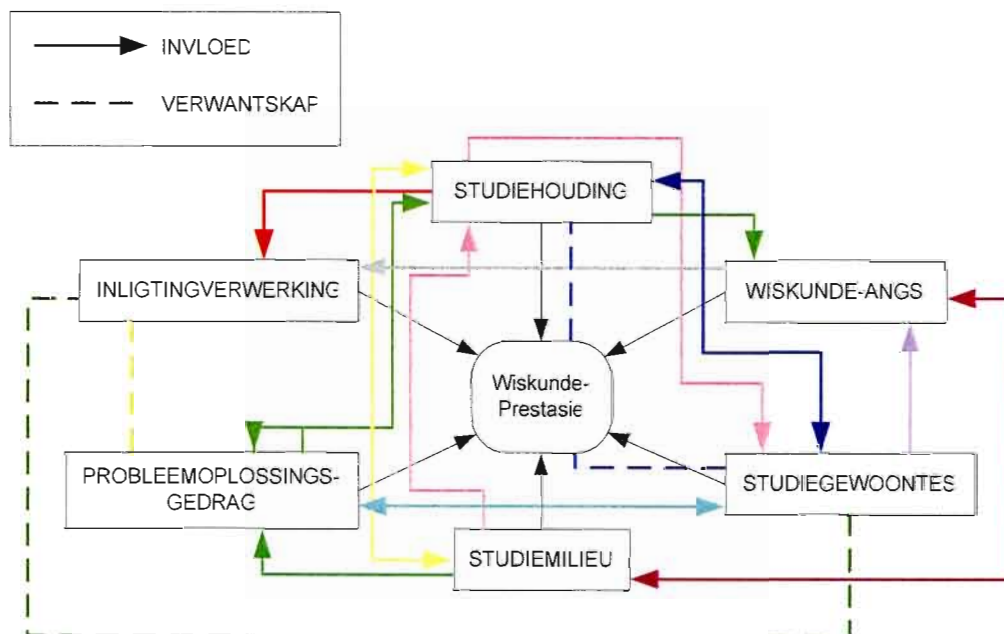 INVLOED
VERWANTSKAP
STUDIEHOUDING
INLIGTINGVERWERKING
WISKUNDE-ANGS
Wiskunde-
Prestasie
PROBLEEMOPLOSSINGS-
GEDRAG
STUDIEGEWOONTES
STUDIEMILIEU